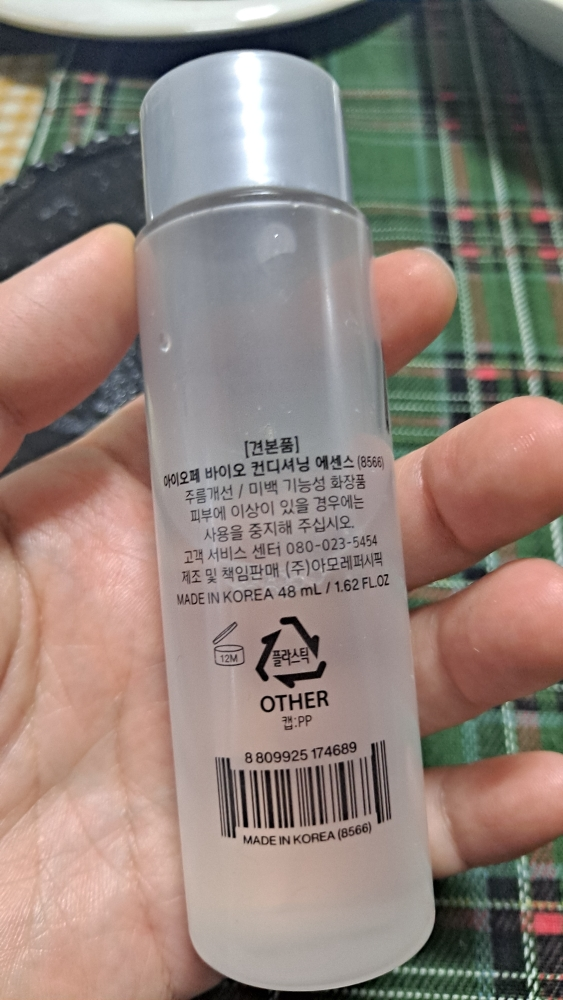 [견본품]
아이오페 바이오 컨디셔닝 에센스 (8566)
주름개선 / 미백 기능성 화장품
피부에 이상이 있을 경우에는
사용을 중지해 주십시오.
고객 서비스 센터 080-023-5454
제조 및 책임판매 (주)아모레퍼시픽
MADE IN KOREA 48 mL / 1.62 FL.OZ
12M
플라스틱
OTHER
캡:PP
8 809925 174689
MADE IN KOREA (8566)